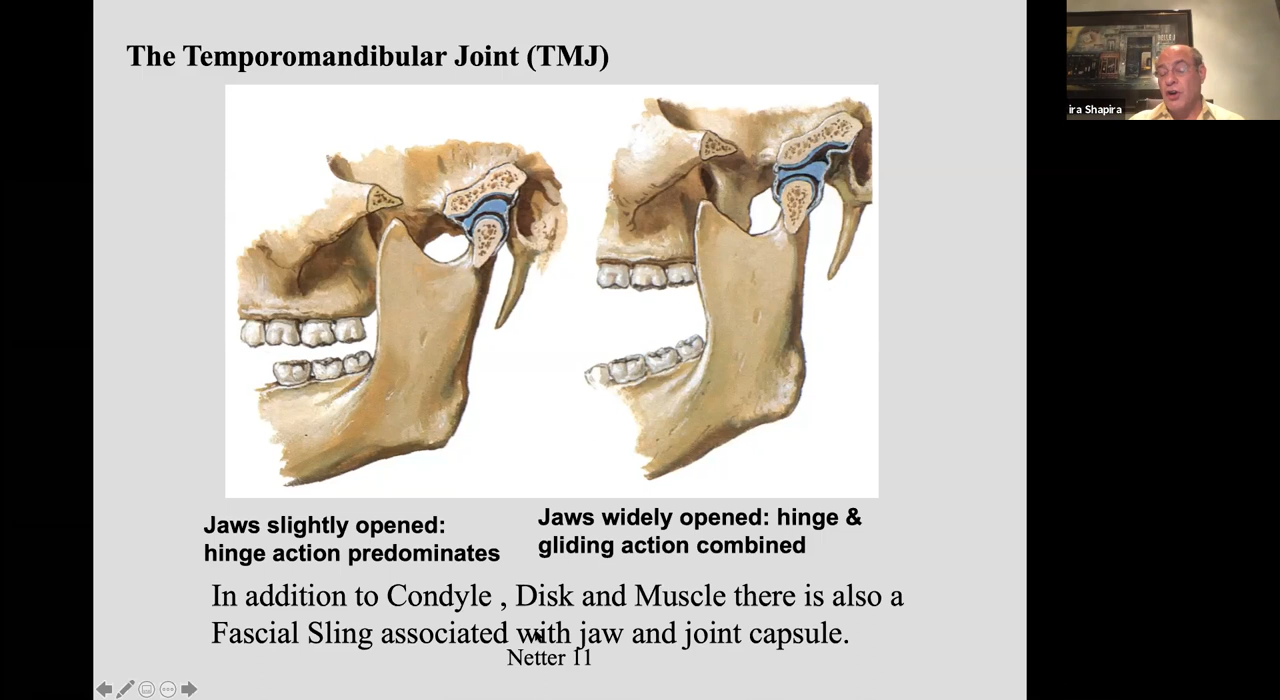 The Temporomandibular Joint (TMJ)
ira Shapira
Jaws slightly opened:
hinge action predominates
Jaws widely opened: hinge &
gliding action combined
In addition to Condyle , Disk and Muscle there is also a
Fascial Sling associated with jaw and joint capsule.
Netter 11